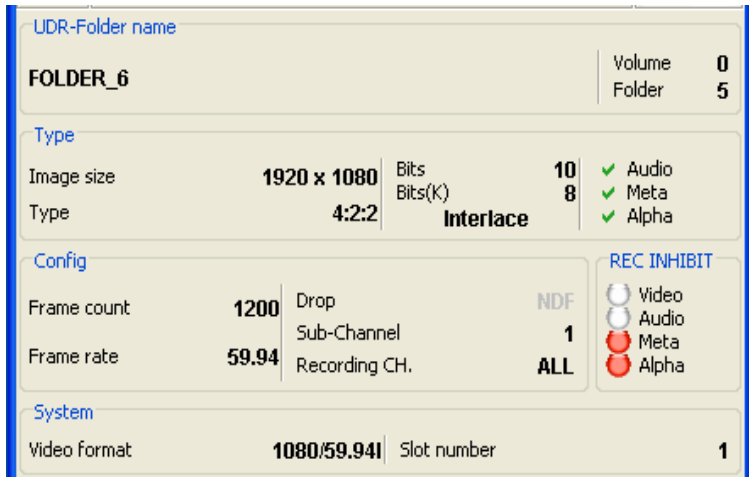 UDR-Folder name
FOLDER_6
Volume 0
Folder 5
Type
Image size 1920 x 1080
Type 4:2:2
Bits 10
Bits(K) 8
Interlace
Audio
Meta
Alpha
Config
Frame count 1200
Frame rate 59.94
Drop NDF
Sub-Channel 1
Recording CH. ALL
REC INHIBIT
Video
Audio
Meta
Alpha
System
Video format 1080/59.94I
Slot number 1